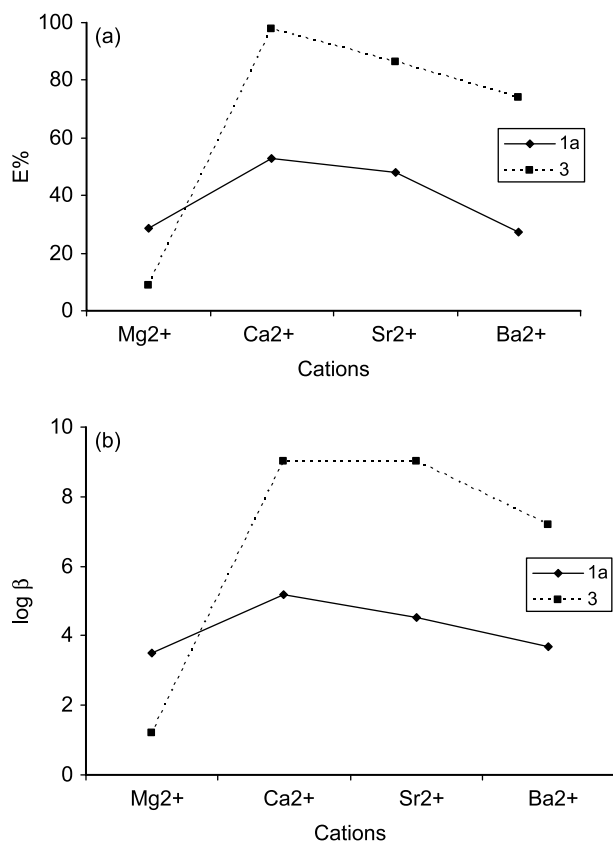 (a)
100
80
60
40
20
0
E%
1a
3
Mg2+ Ca2+ Sr2+ Ba2+
Cations
(b)
10
8
6
4
2
0
log β
1a
3
Mg2+ Ca2+ Sr2+ Ba2+
Cations